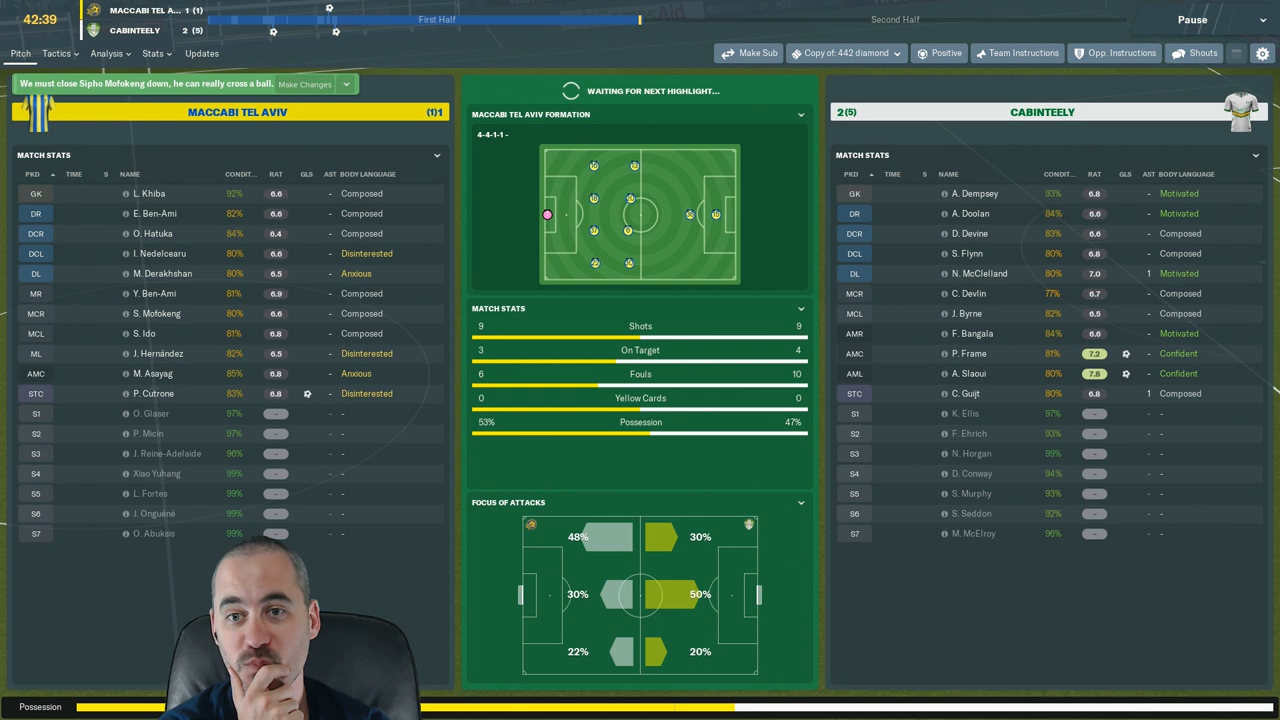 42:39
MACCABI TEL A... 1 (1)
CABINTEELY 2 (5)
First Half
Second Half
Pause
Pitch Tactics Analysis Stats Updates
Make Sub Copy of: 442 diamond Positive Team Instructions Opp. Instructions Shouts
We must close Sipho Mofokeng down, he can really cross a ball. Make Changes
WAITING FOR NEXT HIGHLIGHT...
MACCABI TEL AVIV (1)1
MATCH STATS
PKD TIME S NAME CONDIT... RAT GLS AST BODY LANGUAGE
GK L. Khiba 92% 6.6 - Composed
DR E. Ben-Ami 82% 6.6 - Composed
DCR O. Hatuka 84% 6.4 - Composed
DCL I. Nedelcearu 80% 6.6 - Disinterested
DL M. Derakhshan 80% 6.5 - Anxious
MR Y. Ben-Ami 81% 6.9 - Composed
MCR S. Mofokeng 80% 6.6 - Composed
MCL S. Ido 81% 6.8 - Composed
ML J. Hernández 82% 6.5 - Disinterested
AMC M. Asayag 85% 6.8 - Anxious
STC P. Cutrone 83% 6.8 - Disinterested
S1 O. Glaser 97% - - -
S2 P. Micin 97% - - -
S3 J. Reine-Adelaide 96% - - -
S4 Xiao Yuhang 99% - - -
S5 L. Fortes 99% - - -
S6 J. Onguéné 99% - - -
S7 O. Abuksis 99% - - -
MACCABI TEL AVIV FORMATION
4-4-1-1 -
MATCH STATS
9 Shots 9
3 On Target 4
6 Fouls 10
0 Yellow Cards 0
53% Possession 47%
FOCUS OF ATTACKS
48% 30%
30% 50%
22% 20%
2(5) CABINTEELY
MATCH STATS
PKD TIME S NAME CONDIT... RAT GLS AST BODY LANGUAGE
GK A. Dempsey 93% 6.8 - Motivated
DR A. Doolan 84% 6.6 - Motivated
DCR D. Devine 83% 6.6 - Composed
DCL S. Flynn 80% 6.8 - Composed
DL N. McClelland 80% 7.0 1 Motivated
MCR C. Devlin 77% 6.7 - Composed
MCL J. Byrne 82% 6.5 - Composed
AMR F. Bangala 84% 6.6 - Motivated
AMC P. Frame 81% 7.2 - Confident
AML A. Slaoui 80% 7.8 - Confident
STC C. Guijt 80% 6.8 1 Composed
S1 K. Ellis 97% - - -
S2 F. Ehrich 93% - - -
S3 N. Horgan 99% - - -
S4 D. Conway 94% - - -
S5 S. Murphy 93% - - -
S6 S. Seddon 92% - - -
S7 M. McElroy 96% - - -
Possession